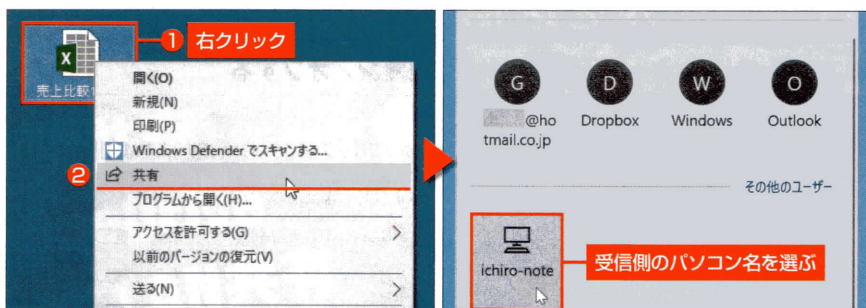 ① 右クリック
X
売上比較
開く(O)
新規(N)
印刷(P)
Windows Defender でスキャンする...
② 共有
プログラムから開く(H)...
アクセスを許可する(G)
以前のバージョンの復元(V)
送る(N)
G
D
W
O
@ho
tmail.co.jp
Dropbox
Windows
Outlook
その他のユーザー
ichiro-note
受信側のパソコン名を選ぶ